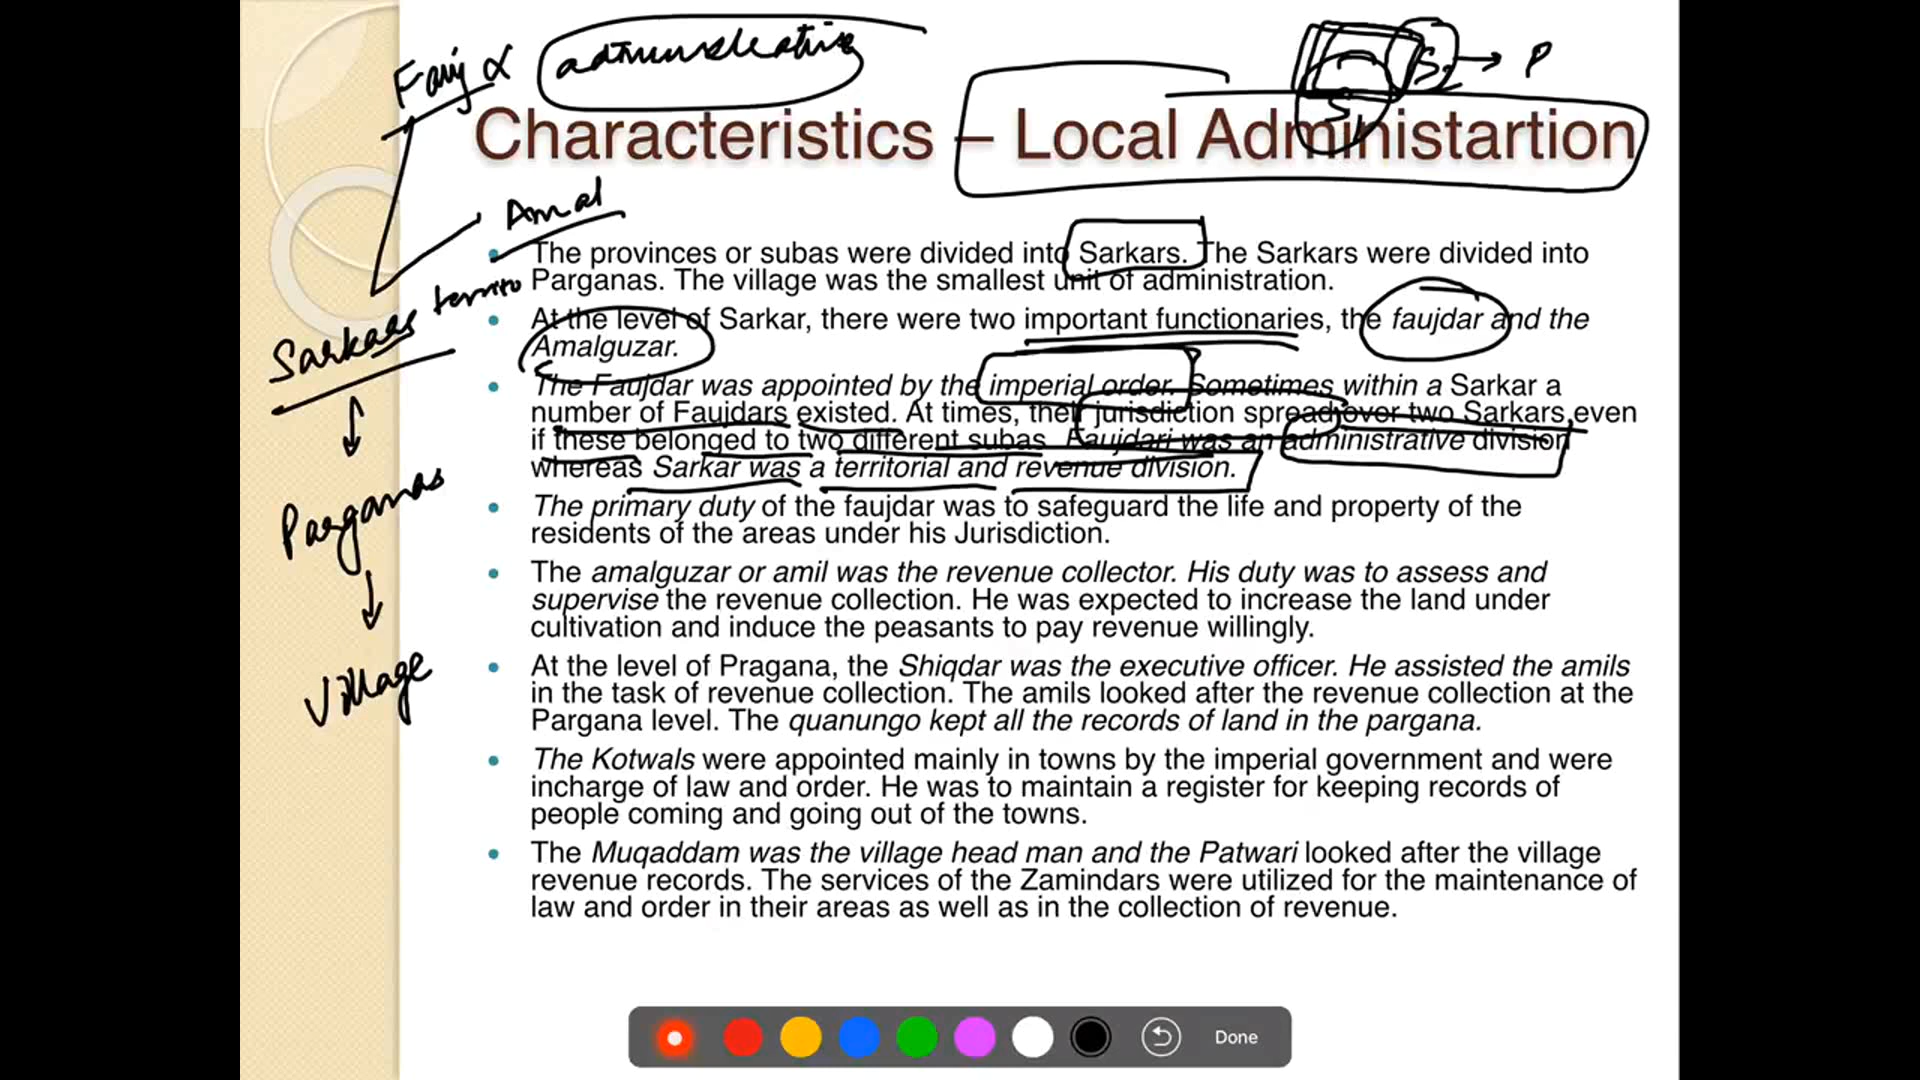 administrative
Characteristics – Local Administartion
Amal
• The provinces or subas were divided into Sarkars. The Sarkars were divided into
Parganas. The village was the smallest unit of administration.
• At the level of Sarkar, there were two important functionaries, the faujdar and the
Amalguzar.
• The Faujdar was appointed by the imperial order. Sometimes within a Sarkar a
number of Faujdars existed. At times, their jurisdiction spread over two Sarkars even
if these belonged to two different subas. Faujdari was an administrative division
whereas Sarkar was a territorial and revenue division.
• The primary duty of the faujdar was to safeguard the life and property of the
residents of the areas under his Jurisdiction.
• The amalguzar or amil was the revenue collector. His duty was to assess and
supervise the revenue collection. He was expected to increase the land under
cultivation and induce the peasants to pay revenue willingly.
• At the level of Pragana, the Shiqdar was the executive officer. He assisted the amils
in the task of revenue collection. The amils looked after the revenue collection at the
Pargana level. The quanungo kept all the records of land in the pargana.
• The Kotwals were appointed mainly in towns by the imperial government and were
incharge of law and order. He was to maintain a register for keeping records of
people coming and going out of the towns.
• The Muqaddam was the village head man and the Patwari looked after the village
revenue records. The services of the Zamindars were utilized for the maintenance of
law and order in their areas as well as in the collection of revenue.
territo
Sarkaas
Parganas
Village
P
Done